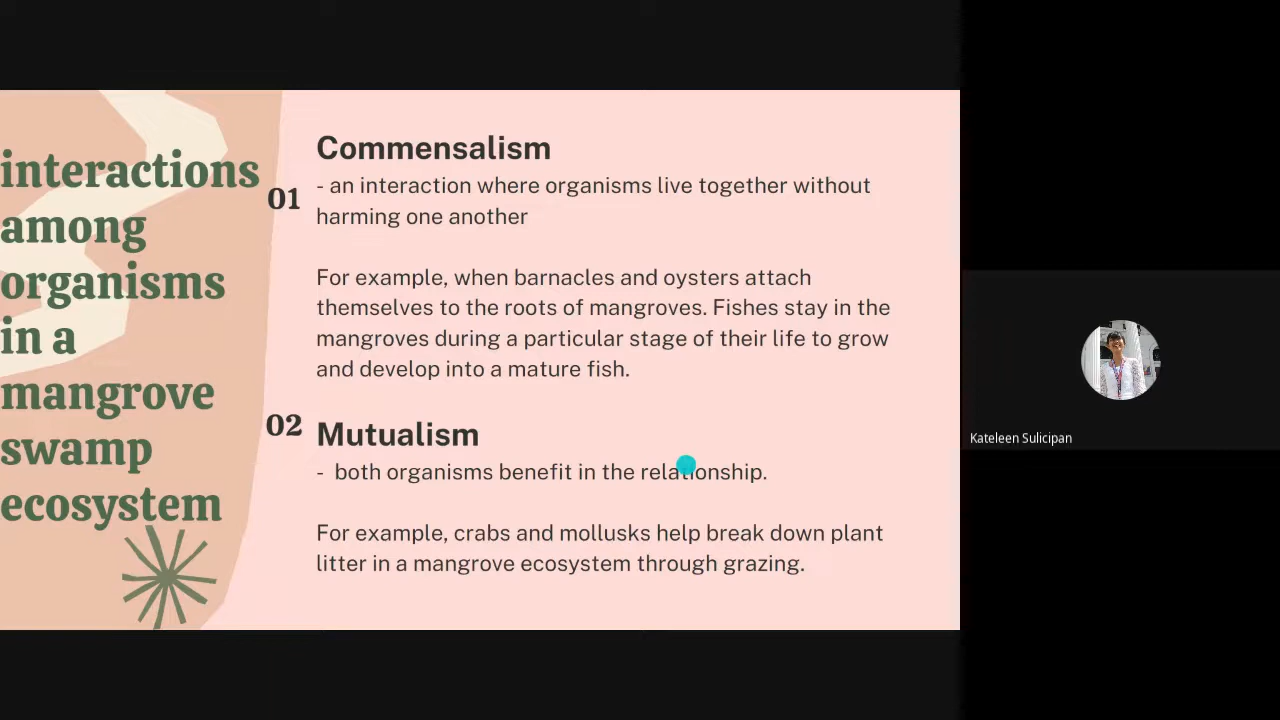 interactions
among
organisms
in a
mangrove
swamp
ecosystem
01
Commensalism
- an interaction where organisms live together without
harming one another
For example, when barnacles and oysters attach
themselves to the roots of mangroves. Fishes stay in the
mangroves during a particular stage of their life to grow
and develop into a mature fish.
02
Mutualism
- both organisms benefit in the relationship.
For example, crabs and mollusks help break down plant
litter in a mangrove ecosystem through grazing.
Kateleen Sulicipan